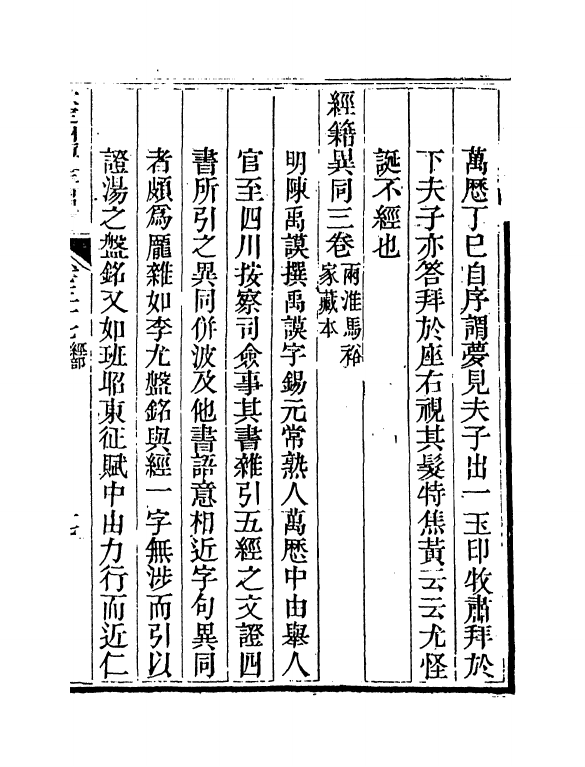 萬厯丁巳自序謂夢見夫子出一玉印牧肅拜於
下夫子亦答拜於座右視其髮特焦黃云云尤怪
誕不經也
經籍異同三卷兩淮馬裕家藏本
明陳禹謨撰禹謨字錫元常熟人萬厯中由舉人
官至四川按察司僉事其書雜引五經之文證四
書所引之異同併波及他書語意相近字句異同
者頗為龎雜如李尤盤銘與經一字無涉而引以
證湯之盤銘又如班昭東征賦中由力行而近仁
經部